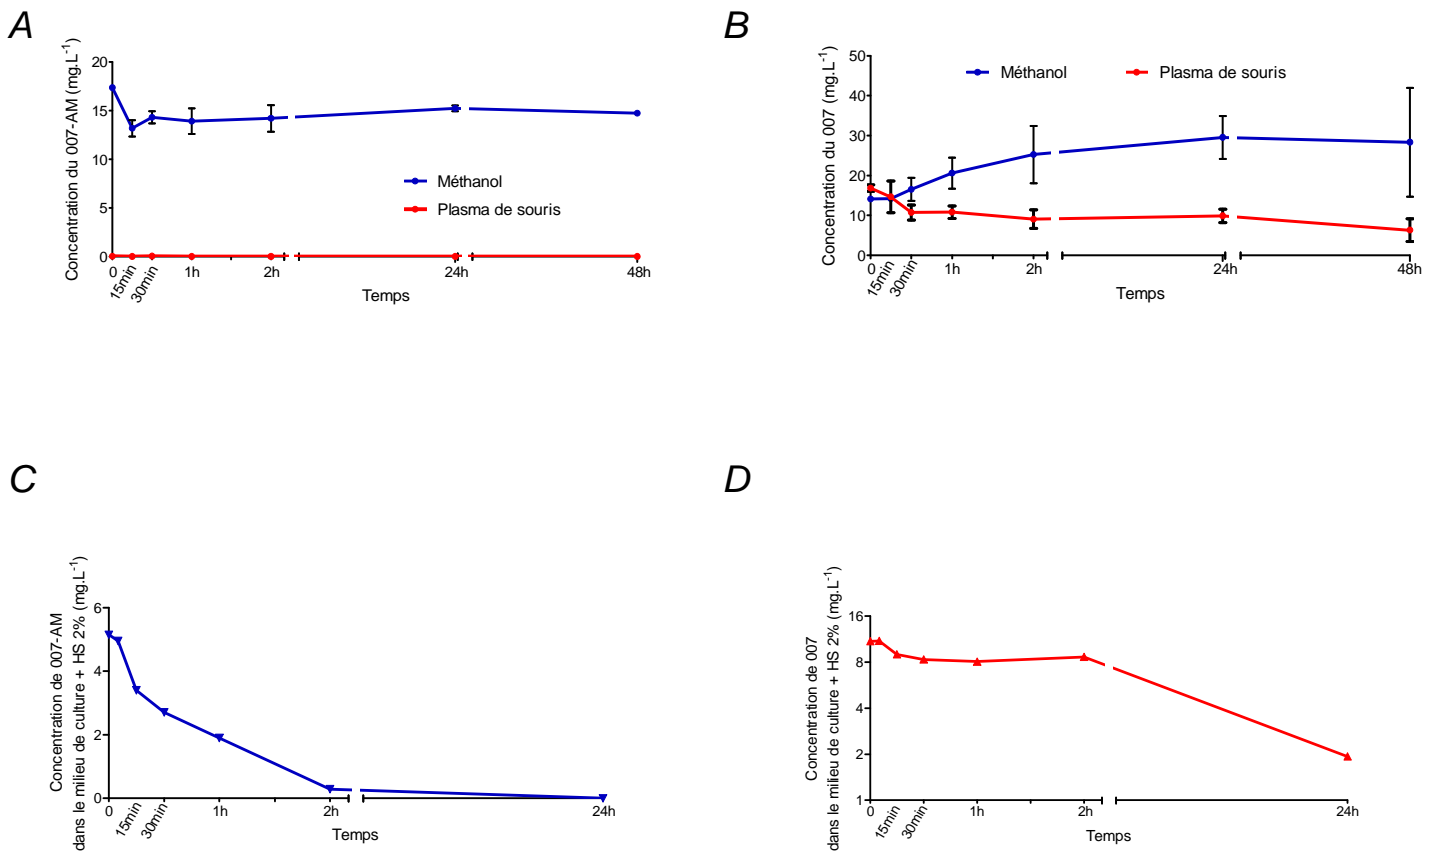 A
Concentration du 007-AM (mg.L-1)
20
15
10
5
0
Méthanol
Plasma de souris
0
15min
30min
1h
2h
24h
48h
Temps
B
Concentration du 007 (mg.L-1)
50
40
30
20
10
0
Méthanol
Plasma de souris
0
15min
30min
1h
2h
24h
48h
Temps
C
Concentration de 007-AM
dans le milieu de culture + HS 2% (mg.L-1)
6
4
2
0
0
15min
30min
1h
2h
24h
Temps
D
Concentration de 007
dans le milieu de culture + HS 2% (mg.L-1)
16
8
4
2
1
0
15min
30min
1h
2h
24h
Temps